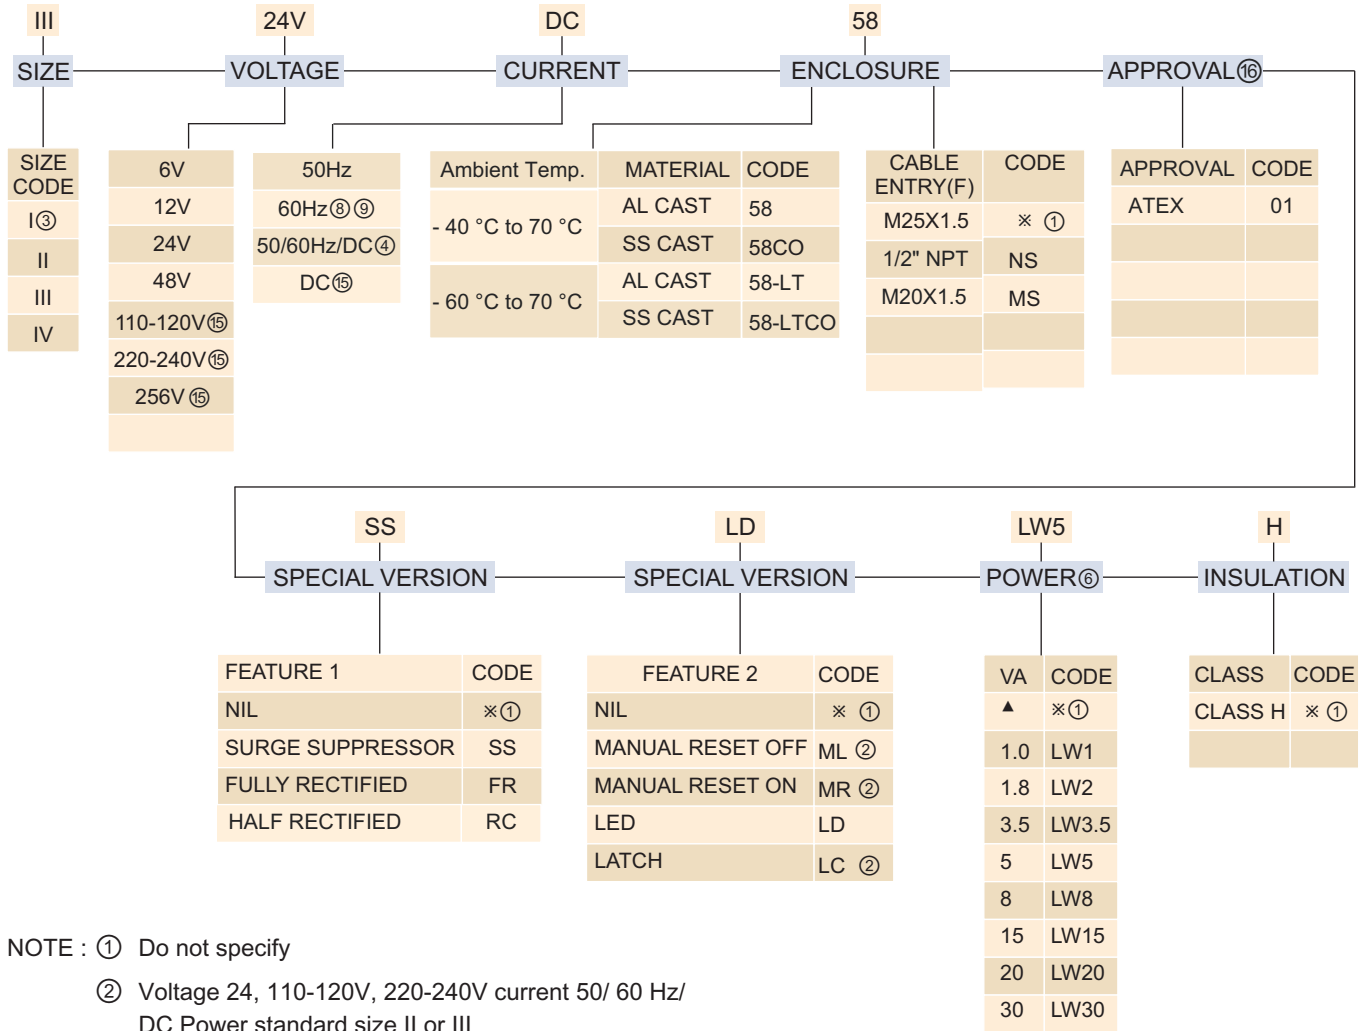 III 24V DC 58
SIZE VOLTAGE CURRENT ENCLOSURE APPROVAL⑯
SIZE CODE
I③
II
III
IV
6V
12V
24V
48V
110-120V⑮
220-240V⑮
256V⑮
50Hz
60Hz⑧⑨
50/60Hz/DC④
DC⑮
Ambient Temp. MATERIAL CODE
- 40 °C to 70 °C AL CAST 58
SS CAST 58CO
- 60 °C to 70 °C AL CAST 58-LT
SS CAST 58-LTCO
CABLE ENTRY(F) CODE
M25X1.5 ※ ①
1/2" NPT NS
M20X1.5 MS
APPROVAL CODE
ATEX 01
SS LD LW5 H
SPECIAL VERSION SPECIAL VERSION POWER⑥ INSULATION
FEATURE 1 CODE
NIL ※①
SURGE SUPPRESSOR SS
FULLY RECTIFIED FR
HALF RECTIFIED RC
FEATURE 2 CODE
NIL ※ ①
MANUAL RESET OFF ML ②
MANUAL RESET ON MR ②
LED LD
LATCH LC ②
VA CODE
▲ ※①
1.0 LW1
1.8 LW2
3.5 LW3.5
5 LW5
8 LW8
15 LW15
20 LW20
30 LW30
CLASS CODE
CLASS H ※ ①
NOTE : ① Do not specify
② Voltage 24, 110-120V, 220-240V current 50/ 60 Hz/
DC Power standard size II or III